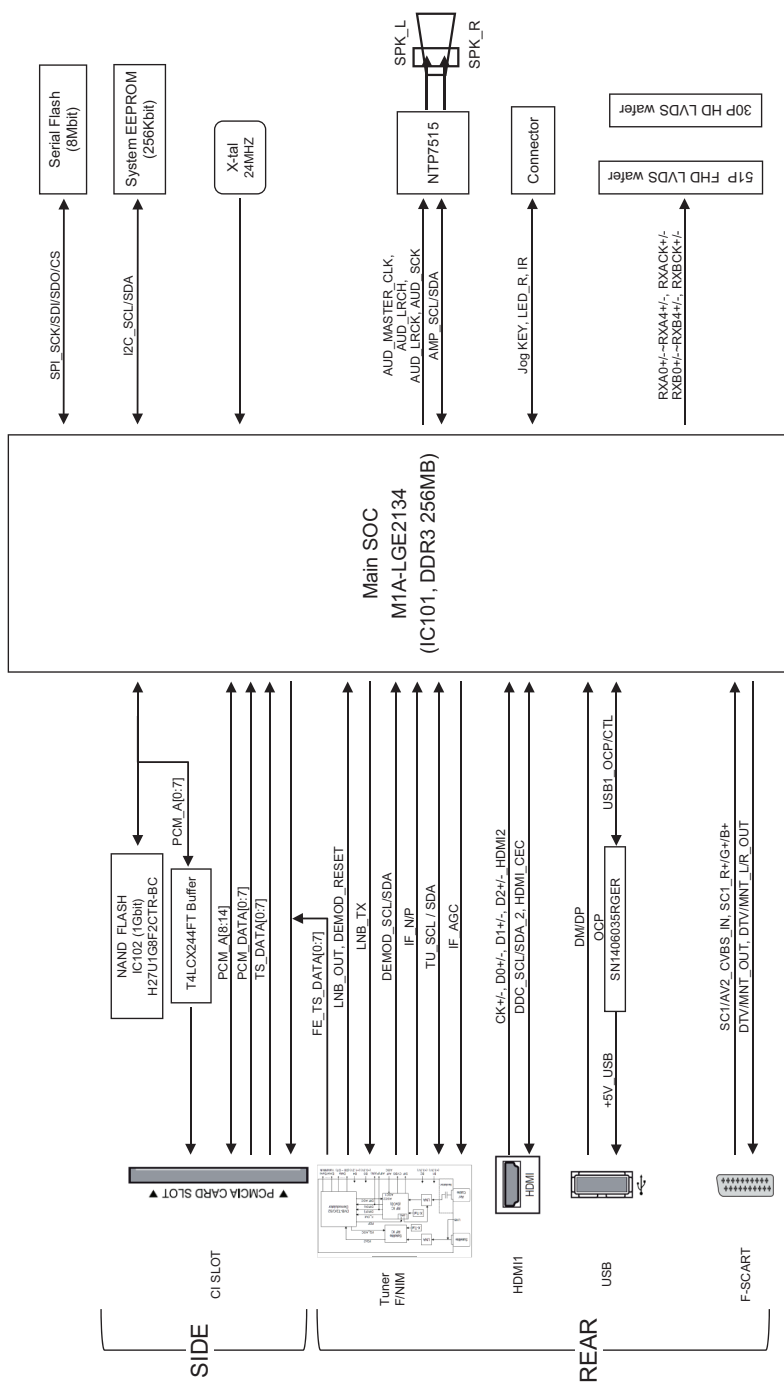 SIDE
REAR
CI SLOT
Tuner
F/NIM
HDMI1
USB
F-SCART
▼ PCMCIA CARD SLOT ▼
HDMI
NAND FLASH
IC102 (1Gbit)
H27U1G8F2CTR-BC
T4LCX244FT Buffer
PCM_A[0:7]
PCM_A[8:14]
PCM_DATA[0:7]
TS_DATA[0:7]
FE_TS_DATA[0:7]
LNB_OUT, DEMOD_RESET
LNB_TX
DEMOD_SCL/SDA
IF_N/P
TU_SCL / SDA
IF_AGC
CK+/-, D0+/-, D1+/-, D2+/-_HDMI2
DDC_SCL/SDA_2, HDMI_CEC
DM/DP
OCP
SN1406035RGER
+5V_USB
USB1_OCP/CTL
SC1/AV2_CVBS_IN, SC1_R+/G+/B+
DTV/MNT_OUT, DTV/MNT_L/R_OUT
Main SOC
M1A-LGE2134
(IC101, DDR3 256MB)
SPI_SCK/SDI/SDO/CS
Serial Flash
(8Mbit)
I2C_SCL/SDA
System EEPROM
(256Kbit)
X-tal
24MHZ
AUD_MASTER_CLK,
AUD_LRCH,
AUD_LRCK, AUD_SCK
AMP_SCL/SDA
NTP7515
SPK_L
SPK_R
Jog KEY, LED_R, IR
Connector
RXA0+/-~RXA4+/-, RXACK+/-
RXB0+/-~RXB4+/-, RXBCK+/-
51P FHD LVDS wafer
30P HD LVDS wafer